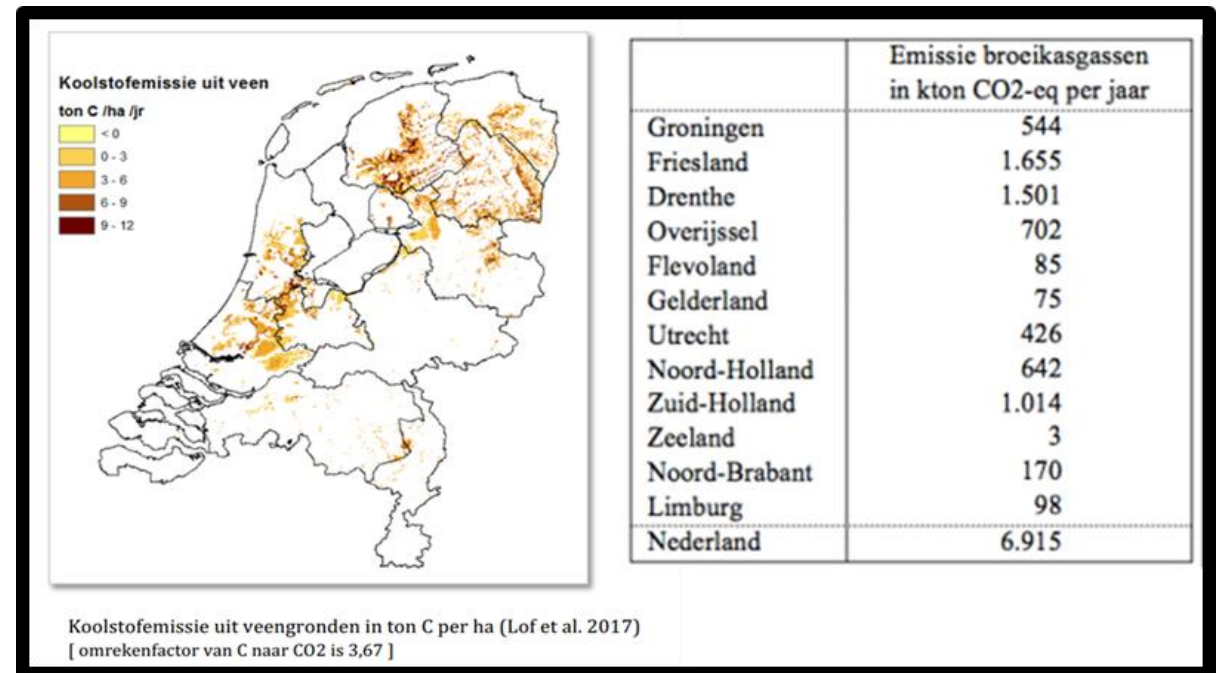 Koolstofemissie uit veen
ton C /ha /jr
< 0
0 - 3
3 - 6
6 - 9
9 - 12
Emissie broeikasgassen
in kton CO2-eq per jaar
Groningen 544
Friesland 1.655
Drenthe 1.501
Overijssel 702
Flevoland 85
Gelderland 75
Utrecht 426
Noord-Holland 642
Zuid-Holland 1.014
Zeeland 3
Noord-Brabant 170
Limburg 98
Nederland 6.915
Koolstofemissie uit veengronden in ton C per ha (Lof et al. 2017)
[ omrekenfactor van C naar CO2 is 3,67 ]